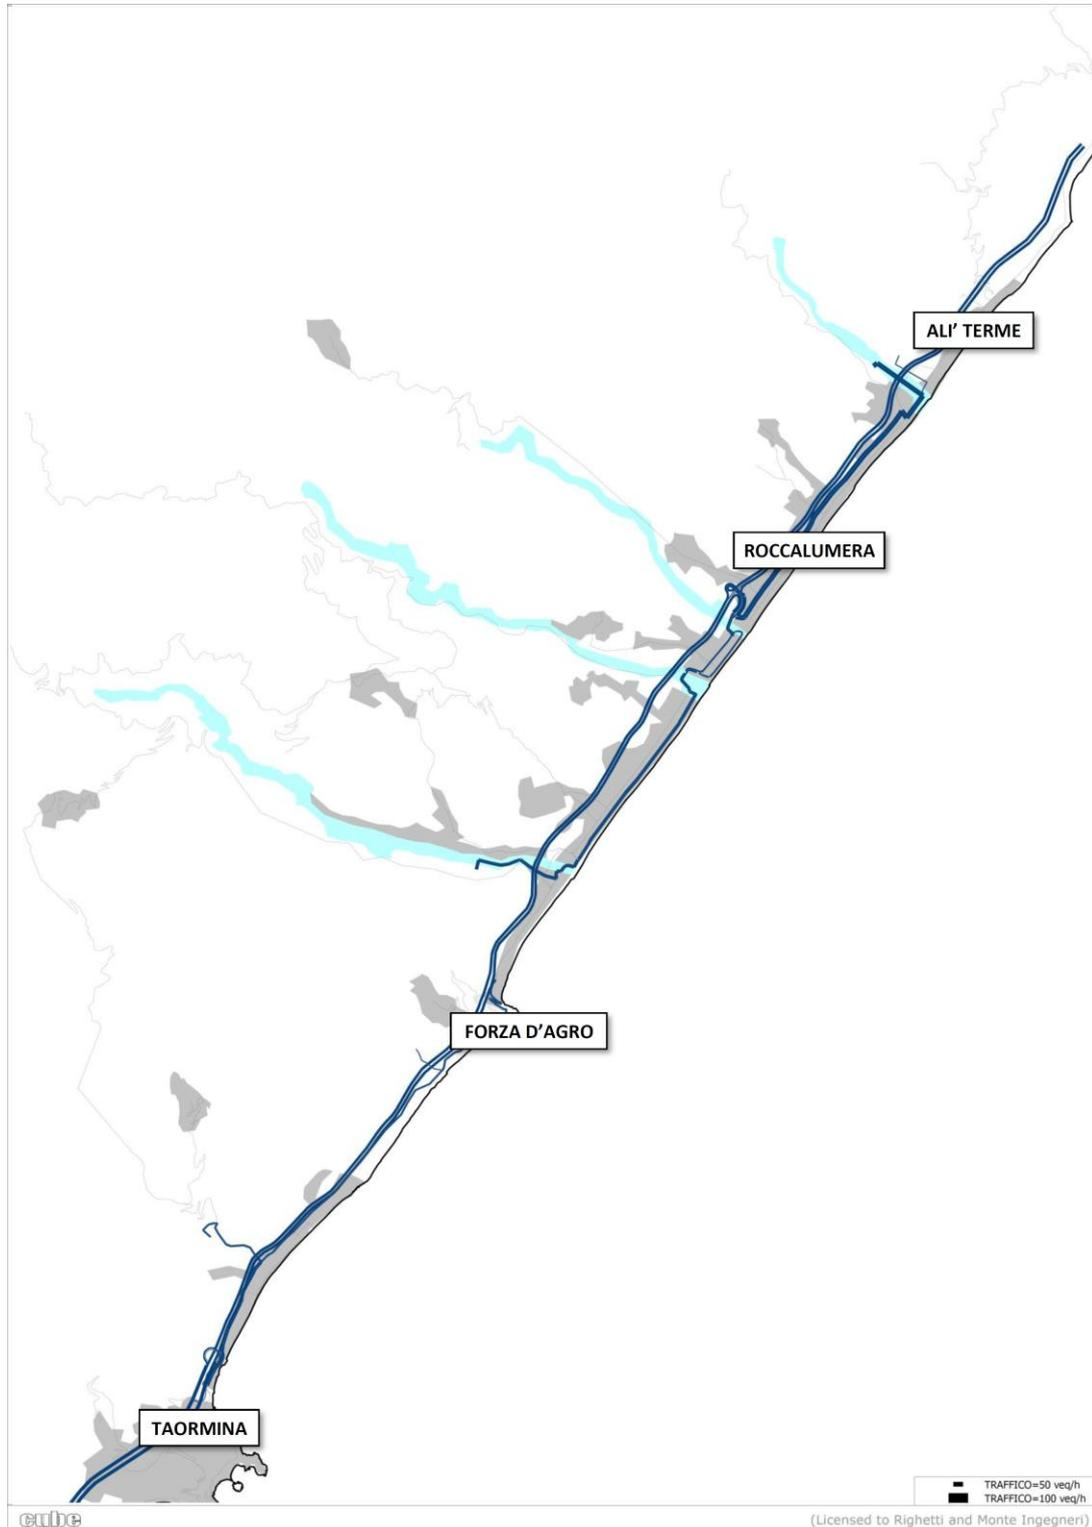 ALI' TERME
ROCCALUMERA
FORZA D'AGRO
TAORMINA
TRAFFICO=50 veq/h
TRAFFICO=100 veq/h
cube
(Licensed to Righetti and Monte Ingegneri)